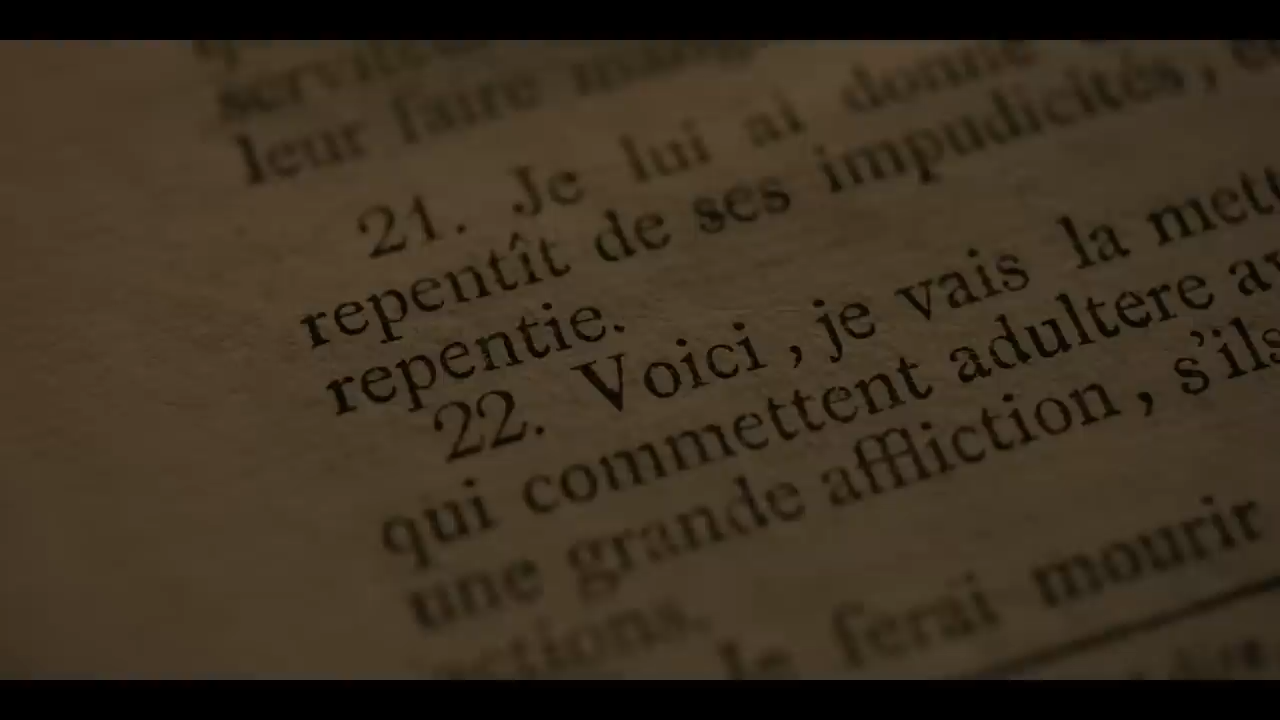 leur faire
21. Je lui ai donné
repentît de ses impudicités,
repentie.
22. Voici, je vais la mett
qui commettent adultere
une grande affliction, s'ils
Je ferai mourir